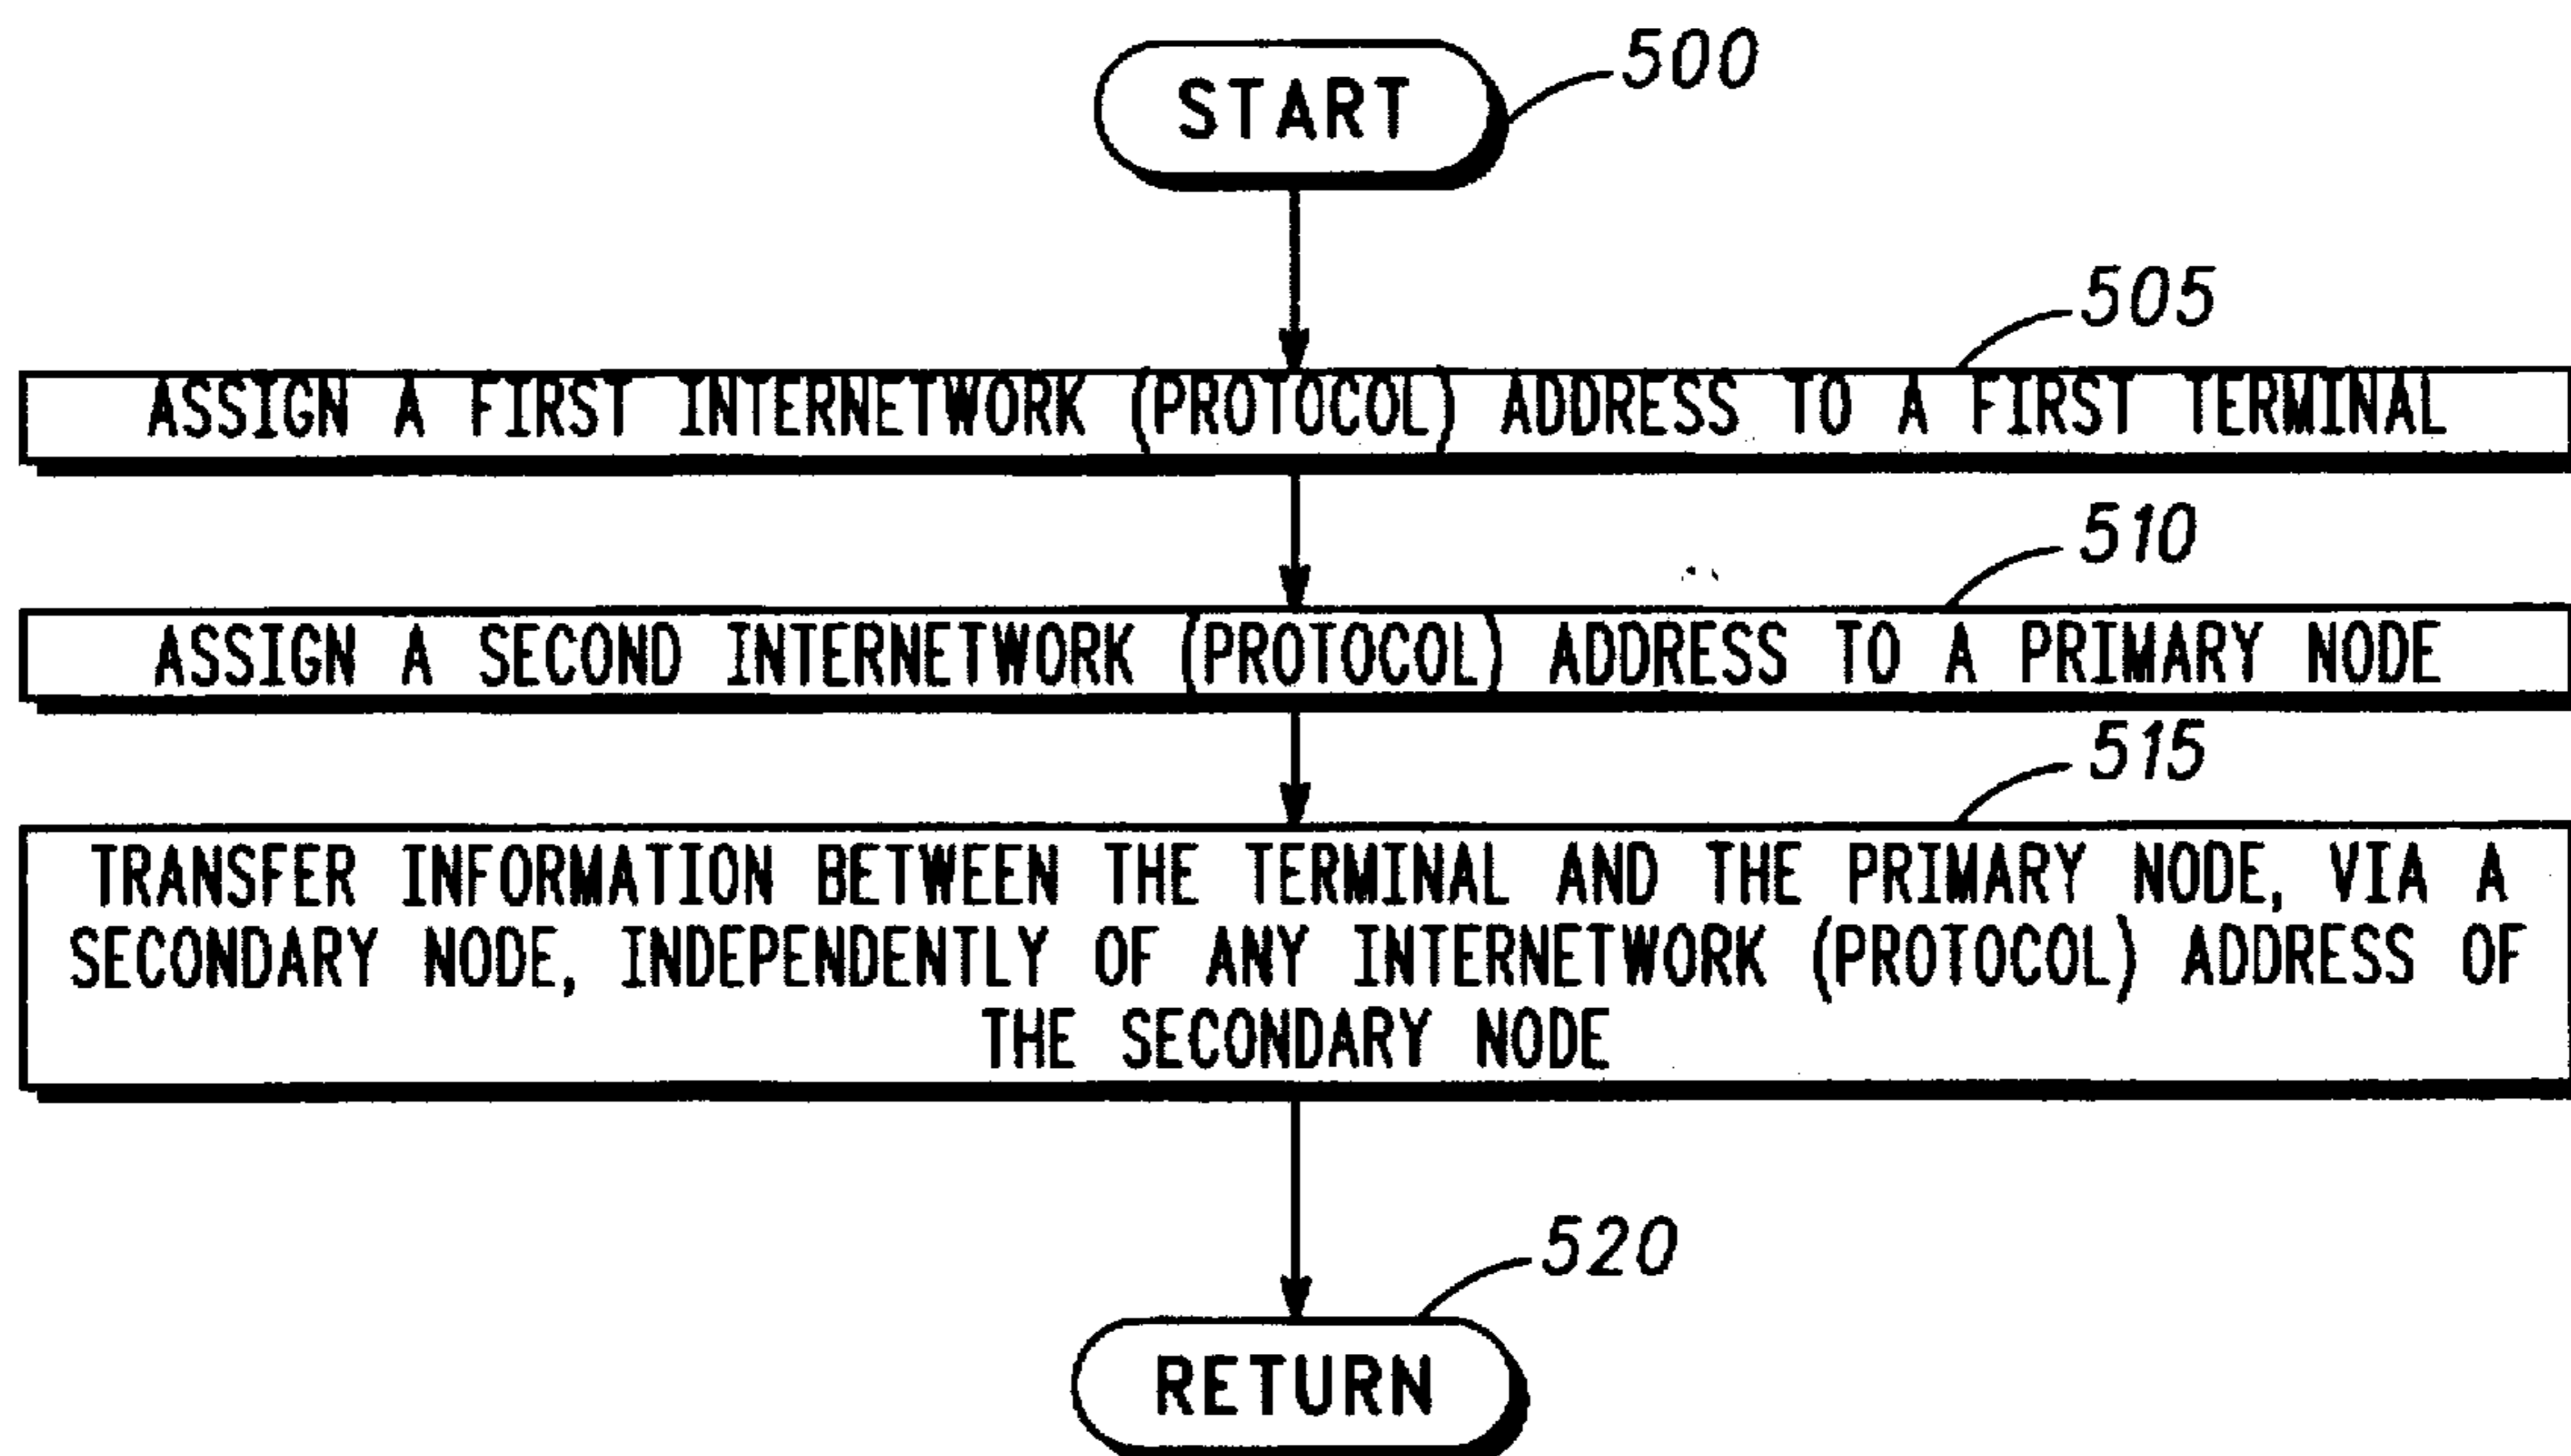 START
500
505
ASSIGN A FIRST INTERNETWORK (PROTOCOL) ADDRESS TO A FIRST TERMINAL
510
ASSIGN A SECOND INTERNETWORK (PROTOCOL) ADDRESS TO A PRIMARY NODE
515
TRANSFER INFORMATION BETWEEN THE TERMINAL AND THE PRIMARY NODE, VIA A
SECONDARY NODE, INDEPENDENTLY OF ANY INTERNETWORK (PROTOCOL) ADDRESS OF
THE SECONDARY NODE
520
RETURN